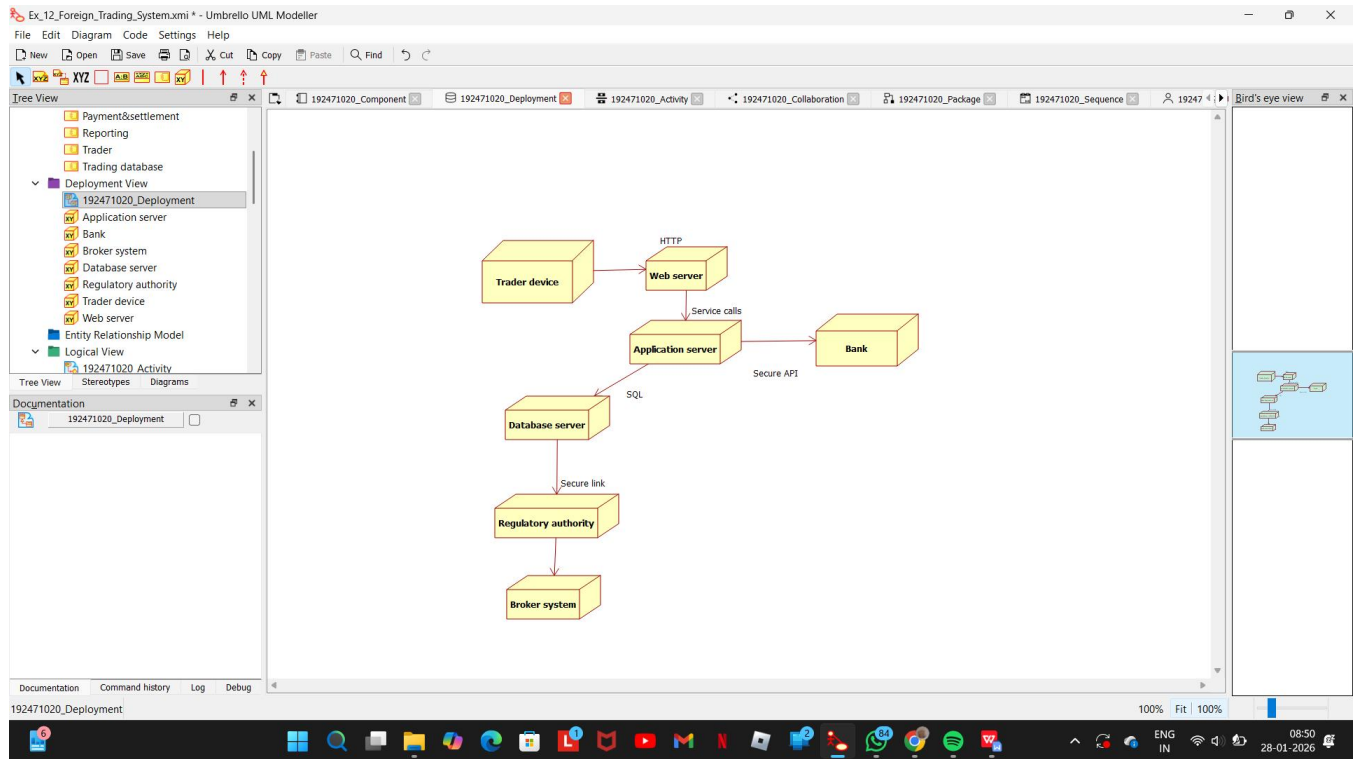 Ex_12_Foreign_Trading_System.xmi * - Umbrello UML Modeller
File Edit Diagram Code Settings Help
New Open Save Cut Copy Paste Find
XYZ A:B
Tree View
192471020_Component 192471020_Deployment 192471020_Activity 192471020_Collaboration 192471020_Package 192471020_Sequence 19247
Bird's eye view
Payment&settlement
Reporting
Trader
Trading database
Deployment View
192471020_Deployment
Application server
Bank
Broker system
Database server
Regulatory authority
Trader device
Web server
Entity Relationship Model
Logical View
192471020_Activity
Tree View Stereotypes Diagrams
Documentation
192471020_Deployment
HTTP
Trader device
Web server
Service calls
Application server
Bank
Secure API
SQL
Database server
Secure link
Regulatory authority
Broker system
Documentation Command history Log Debug
192471020_Deployment
100% Fit 100%
6
2
84
ENG
IN
08:50
28-01-2026